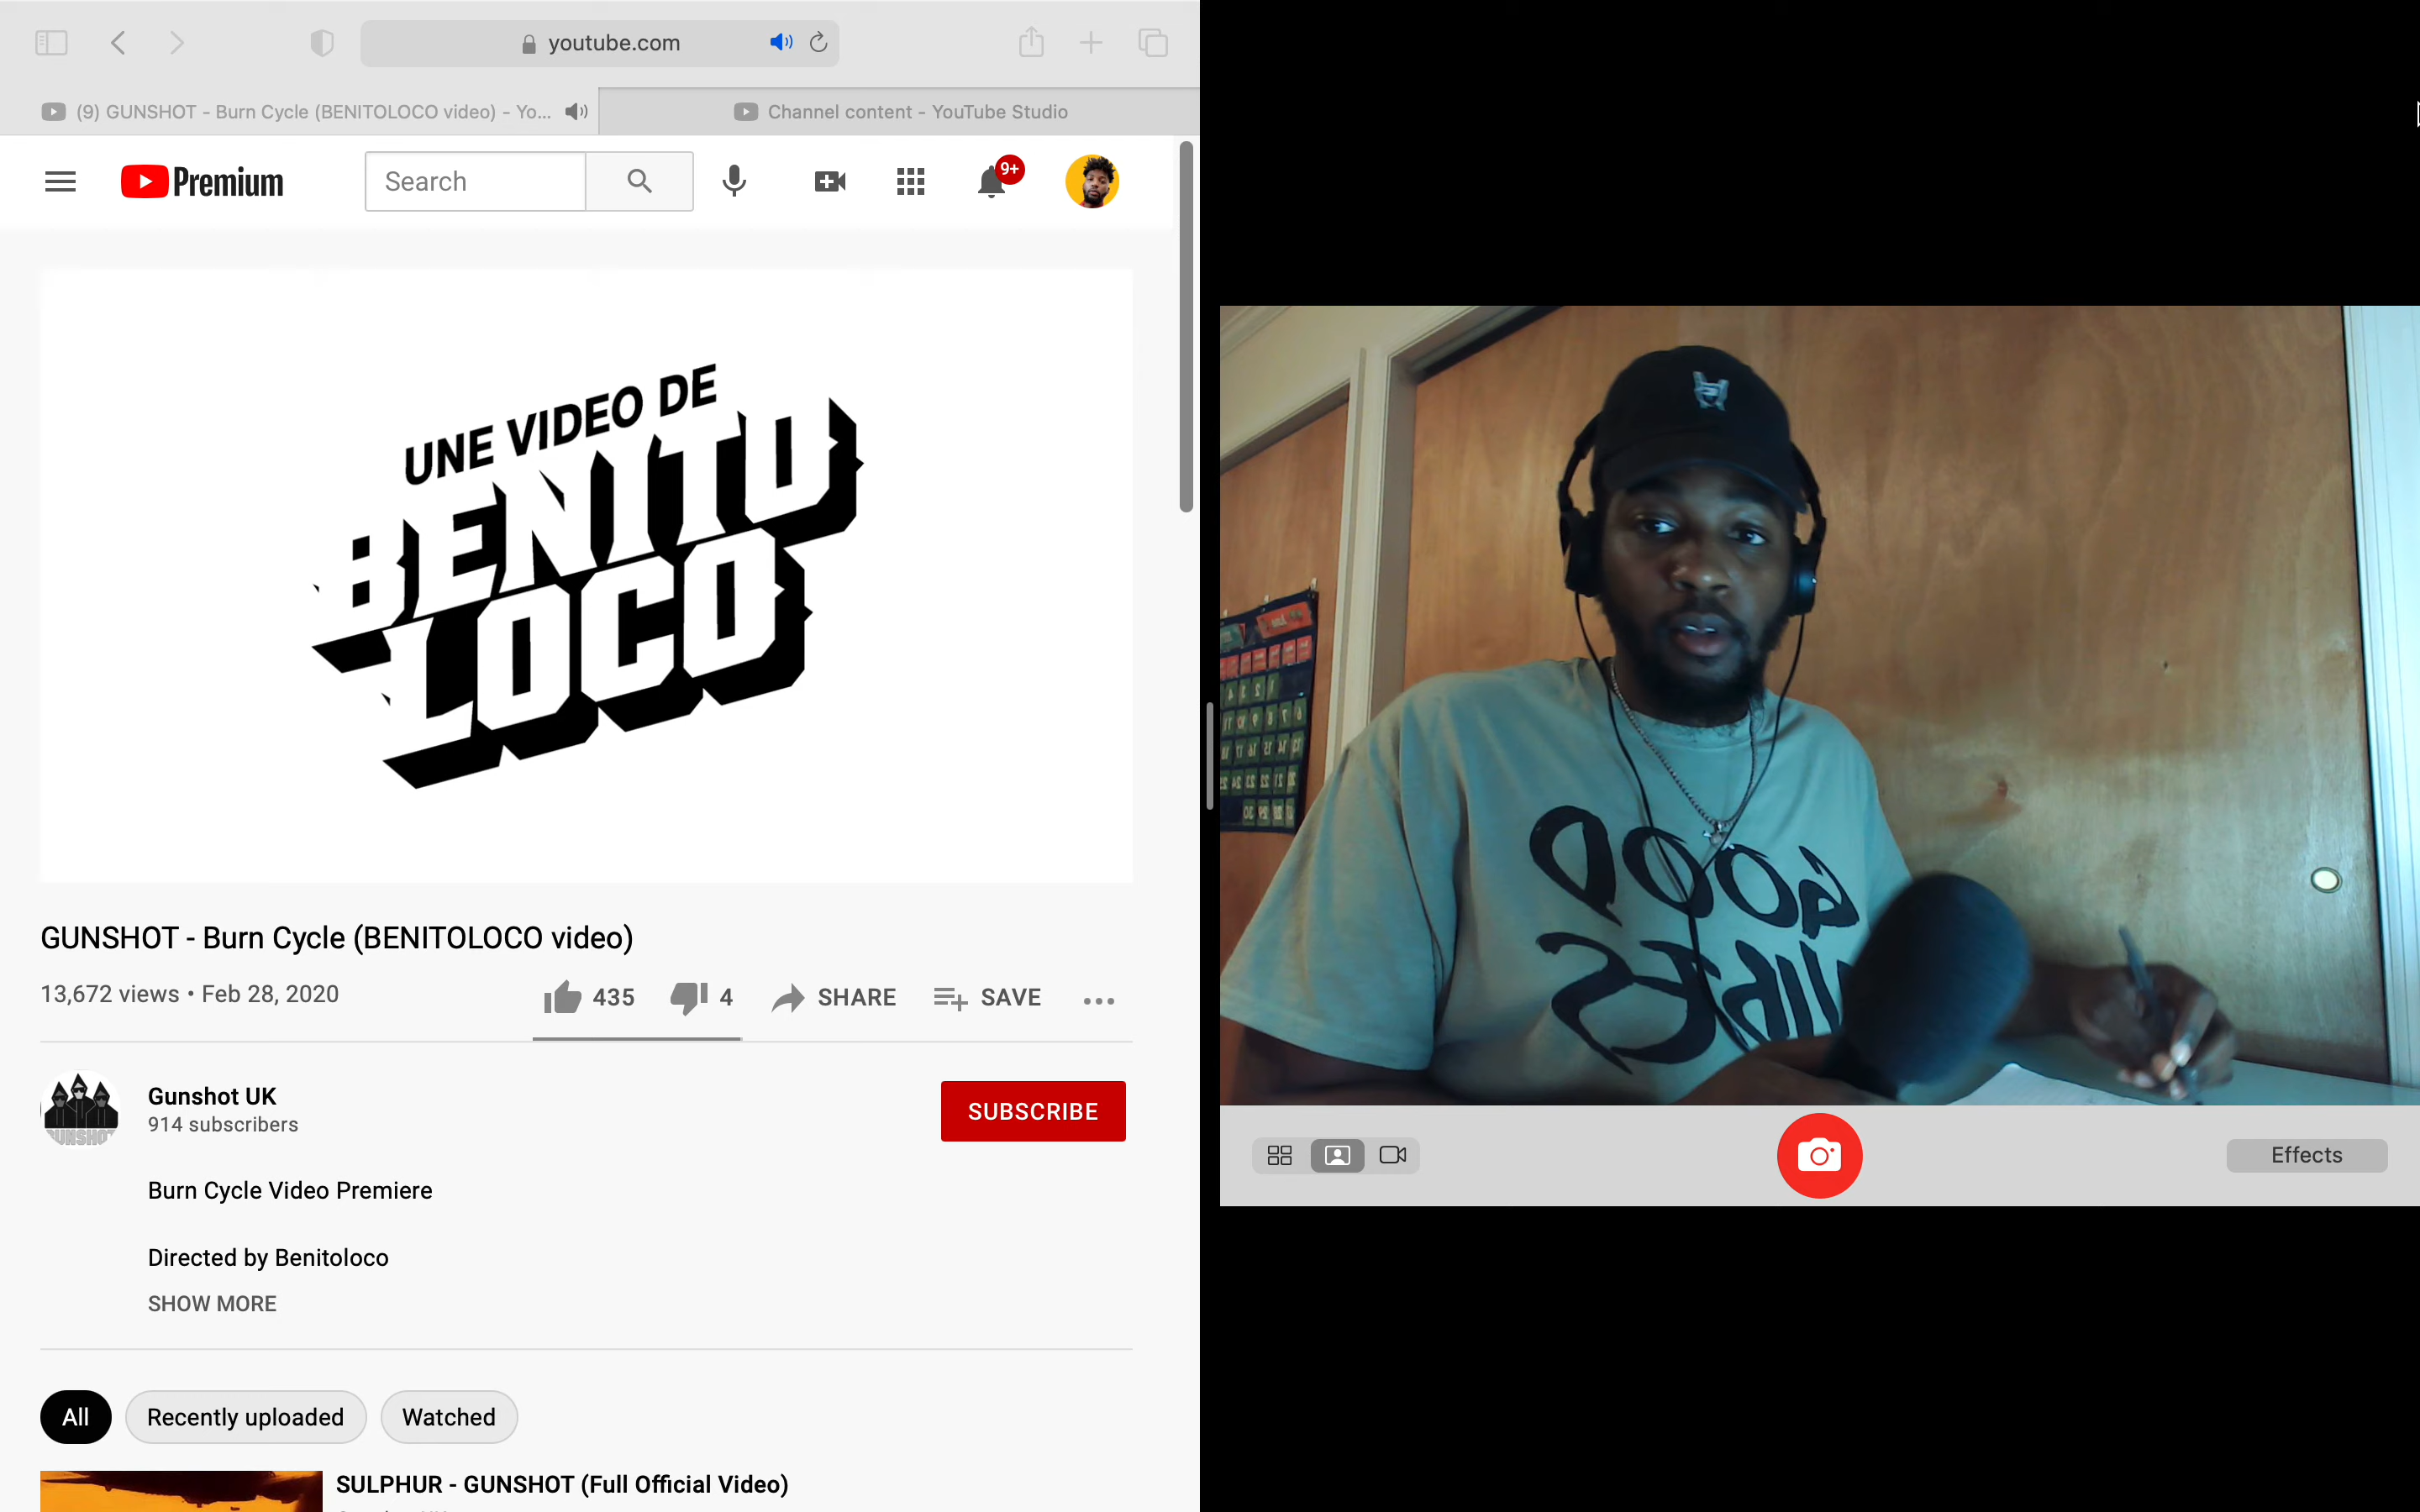 youtube.com
(9) GUNSHOT - Burn Cycle (BENITOLOCO video) - Yo...
Channel content - YouTube Studio
Premium
Search
9+
UNE VIDEO DE
BENITO
LOCO
GUNSHOT - Burn Cycle (BENITOLOCO video)
13,672 views • Feb 28, 2020
435
4
SHARE
SAVE
Gunshot UK
914 subscribers
SUBSCRIBE
Burn Cycle Video Premiere
Directed by Benitoloco
SHOW MORE
All
Recently uploaded
Watched
SULPHUR - GUNSHOT (Full Official Video)
GUNSHOT
GOOD
Effects